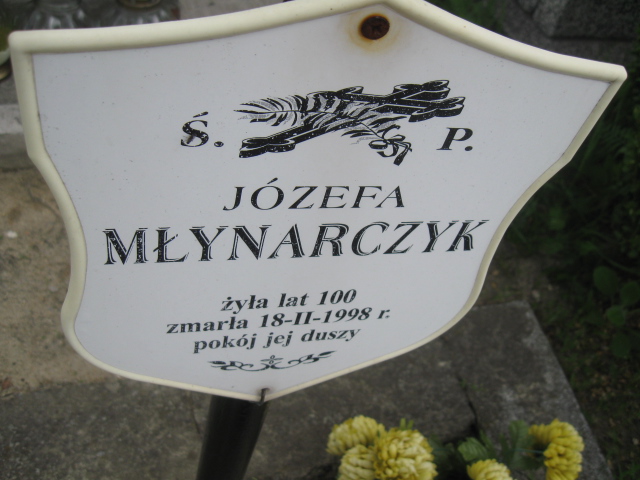 Ś. P.
JÓZEFA
MŁYNARCZYK
żyła lat 100
zmarła 18-II-1998 r.
pokój jej duszy